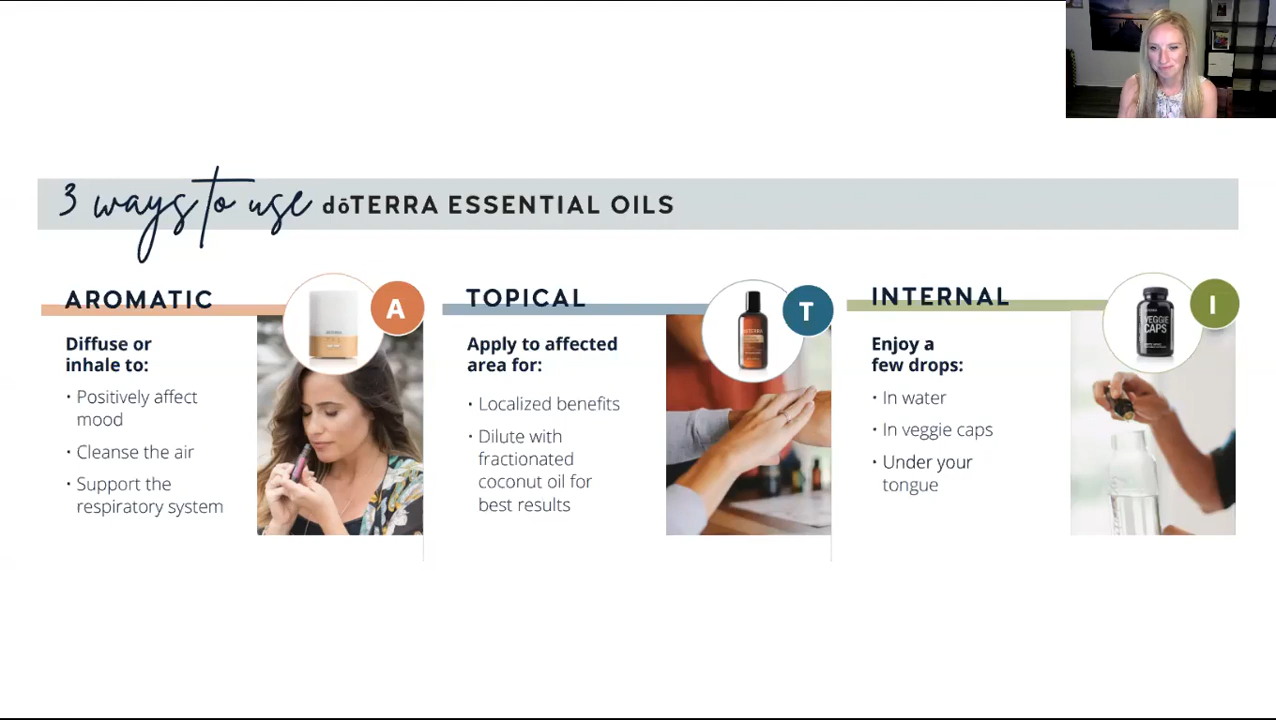 3 ways to use dōTERRA ESSENTIAL OILS
AROMATIC
A
Diffuse or
inhale to:
• Positively affect
mood
• Cleanse the air
• Support the
respiratory system
TOPICAL
T
Apply to affected
area for:
• Localized benefits
• Dilute with
fractionated
coconut oil for
best results
INTERNAL
I
VEGGIE
CAPS
Enjoy a
few drops:
• In water
• In veggie caps
• Under your
tongue